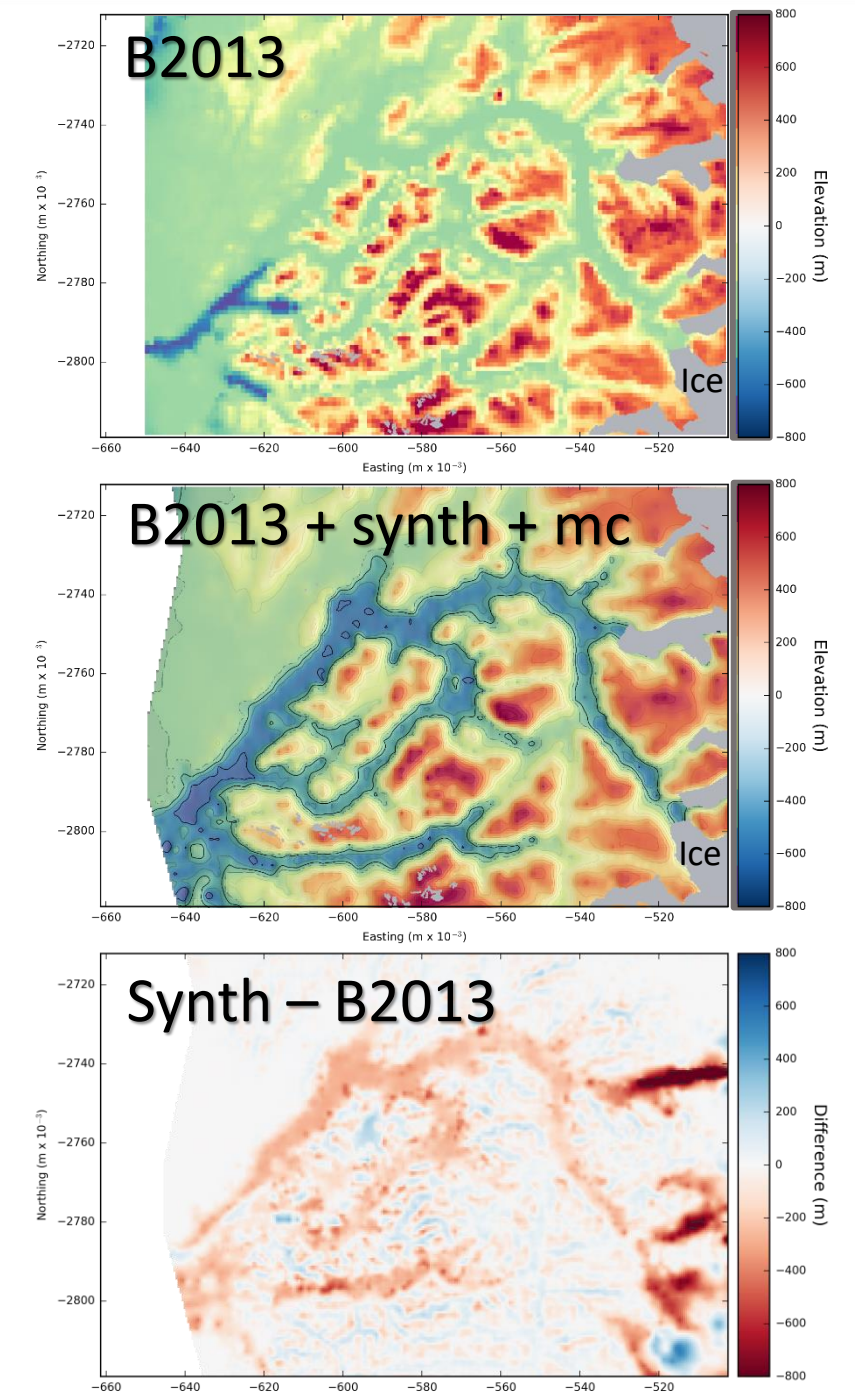 B2013
−2720
−2740
−2760
−2780
−2800
Northing (m x 10⁻³)
−660 −640 −620 −600 −580 −560 −540 −520
Easting (m x 10⁻³)
Ice
800
600
400
200
0
−200
−400
−600
−800
Elevation (m)
B2013 + synth + mc
−2720
−2740
−2760
−2780
−2800
Northing (m x 10⁻³)
−660 −640 −620 −600 −580 −560 −540 −520
Easting (m x 10⁻³)
Ice
800
600
400
200
0
−200
−400
−600
−800
Elevation (m)
Synth – B2013
−2720
−2740
−2760
−2780
−2800
Northing (m x 10⁻³)
−660 −640 −620 −600 −580 −560 −540 −520
800
600
400
200
0
−200
−400
−600
−800
Difference (m)